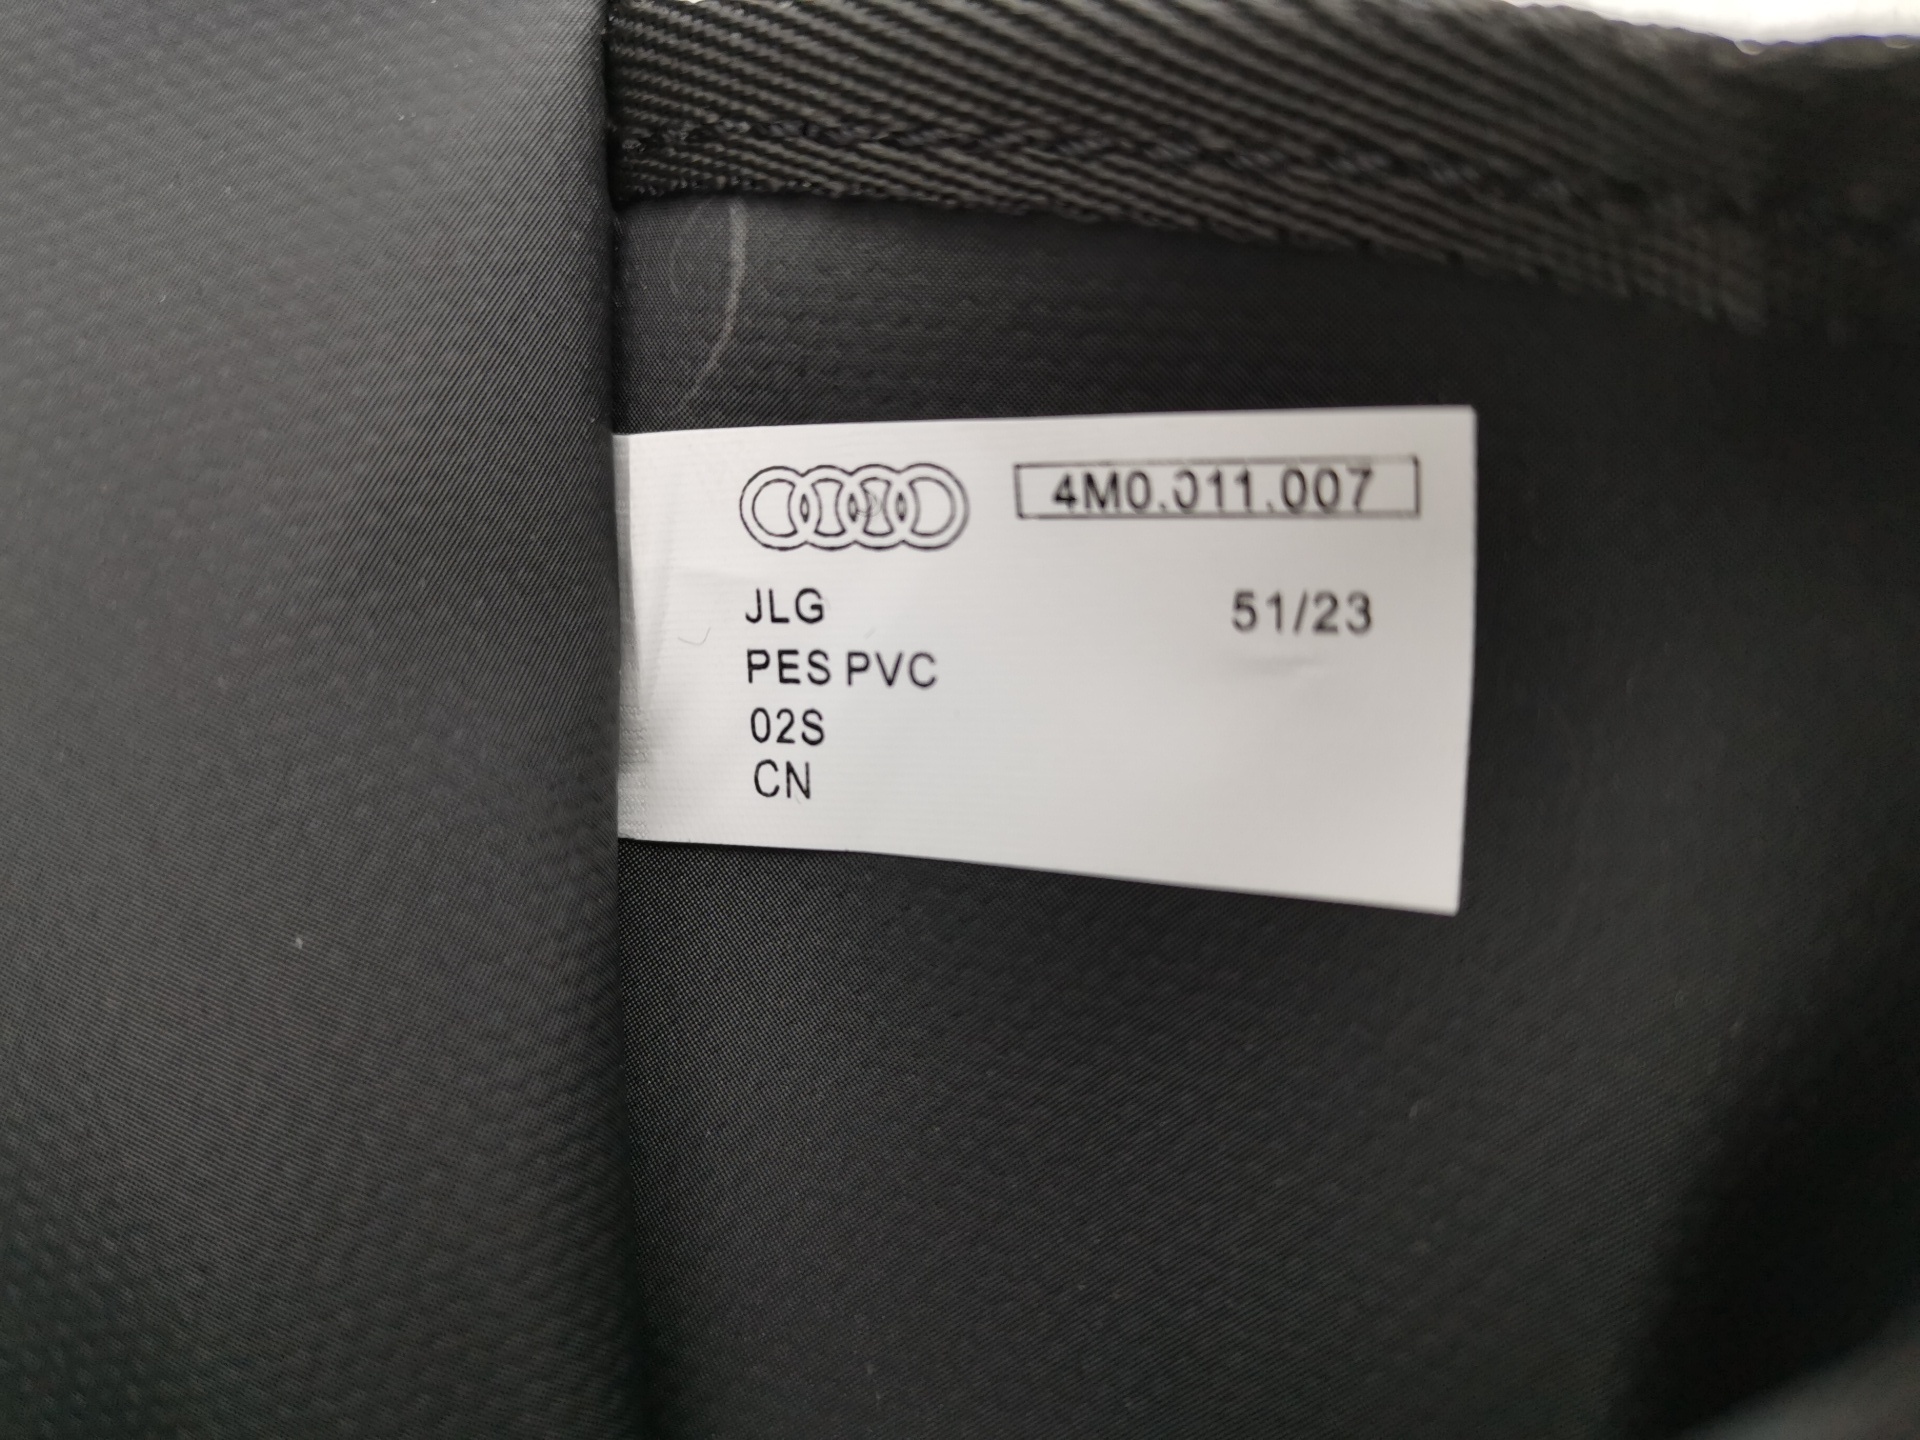 4M0.011.007
JLG 51/23
PES PVC
02S
CN